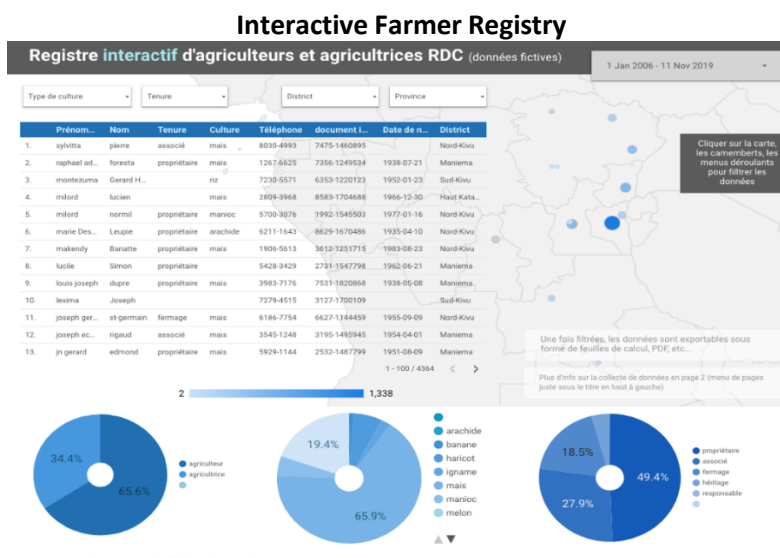 Interactive Farmer Registry
Registre interactif d'agriculteurs et agricultrices RDC (données fictives)
1 Jan 2006 - 11 Nov 2019
Type de culture Tenure District Province
Prénom... Nom Tenure Culture Téléphone document i... Date de n... District
1. sylvitta pierre associé mais 8030-4993 7475-1460895 Nord-Kivu
2. raphael ad... foresta propriétaire mais 1267-6625 7356-1249534 1938-07-21 Maniema
3. montezuma Gerard H... riz 7230-5571 6353-1220123 1952-01-23 Sud-Kivu
4. milord lucien mais 2809-3968 8583-1704688 1966-12-30 Haut Kata...
5. milord normil propriétaire manioc 5700-3076 1992-1545503 1977-01-16 Nord-Kivu
6. marie Des... Leupie propriétaire arachide 6211-1643 8629-1670486 1935-04-10 Nord-Kivu
7. makendy Banatte propriétaire mais 1906-5613 3612-1251715 1983-08-23 Nord-Kivu
8. lucile Simon propriétaire 5428-3429 2731-1547798 1962-06-21 Maniema
9. louis joseph dupre propriétaire mais 3983-7176 7531-1820868 1938-05-08 Maniema
10. lexima Joseph 7279-4515 3127-1700109 Sud-Kivu
11. joseph ger... st-germain fermage mais 6186-7754 6627-1344459 1955-09-09 Nord-Kivu
12. joseph ec... rigaud associé mais 3545-1248 3195-1495945 1954-04-01 Maniema
13. jn gerard edmond propriétaire mais 5929-1144 2532-1487799 1951-08-09 Maniema
1 - 100 / 4364 < >
Cliquer sur la carte,
les camemberts, les
menus déroulants
pour filltrer les
données
Une fois filtrées, les données sont exportables sous
forme de feuilles de calcul, PDF, etc...
Plus d'info sur la collecte de données en page 2 (menu de pages
juste sous le titre en haut à gauche)
2 1,338
34.4%
65.6%
agriculteur
agricultrice
19.4%
65.9%
arachide
banane
haricot
igname
mais
manioc
melon
18.5%
49.4%
27.9%
propriétaire
associé
fermage
héritage
responsable